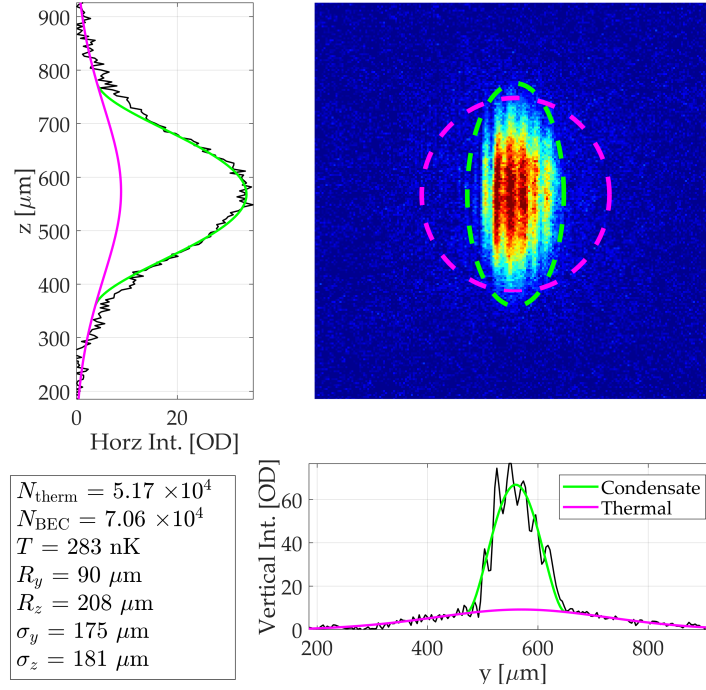 900
800
700
600
500
400
300
200
z [μm]
0 20
Horz Int. [OD]
N_therm = 5.17 ×10^4
N_BEC = 7.06 ×10^4
T = 283 nK
R_y = 90 μm
R_z = 208 μm
σ_y = 175 μm
σ_z = 181 μm
Vertical Int. [OD]
60
40
20
0
200 400 600 800
y [μm]
Condensate
Thermal